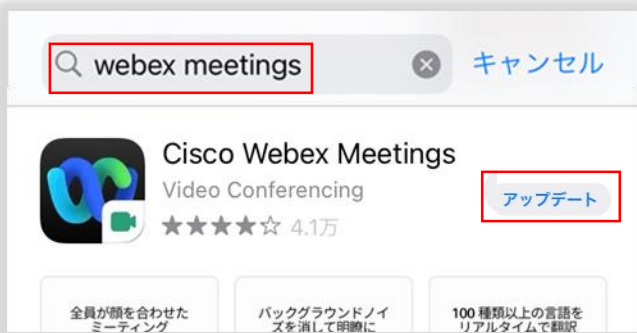 webex meetings
キャンセル
Cisco Webex Meetings
Video Conferencing
アップデート
4.1万
全員が顔を合わせた
ミーティング
バックグラウンドノイ
ズを消して明瞭に
100 種類以上の言語を
リアルタイムで翻訳